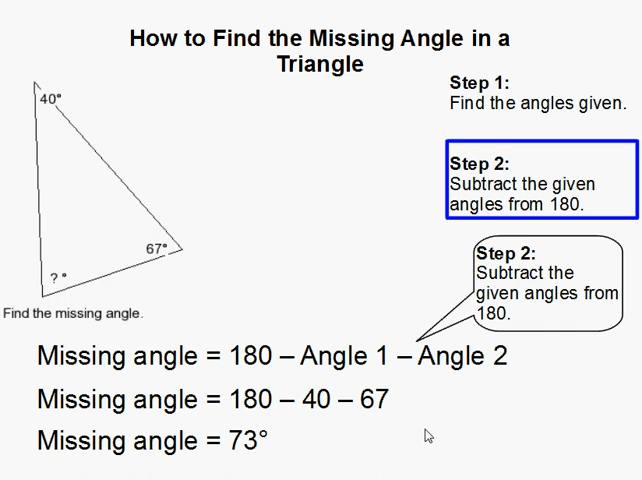 How to Find the Missing Angle in a
Triangle
40°
67°
? °
Find the missing angle.
Step 1:
Find the angles given.
Step 2:
Subtract the given
angles from 180.
Step 2:
Subtract the
given angles from
180.
Missing angle = 180 – Angle 1 – Angle 2
Missing angle = 180 – 40 – 67
Missing angle = 73°